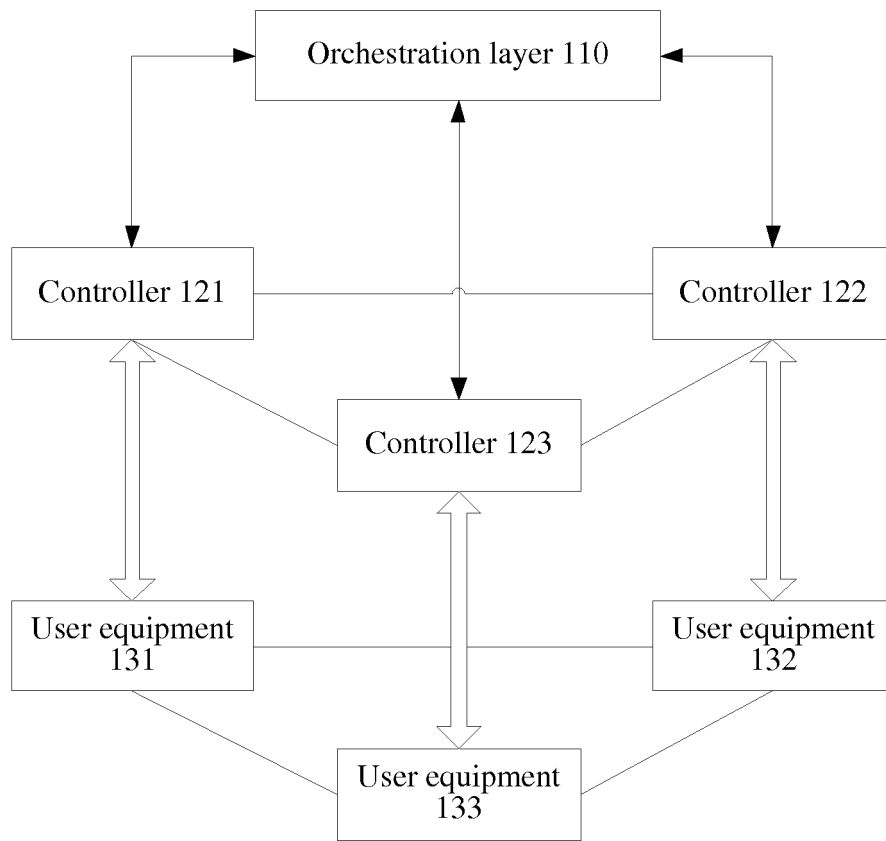 Orchestration layer 110
Controller 121
Controller 122
Controller 123
User equipment
131
User equipment
132
User equipment
133